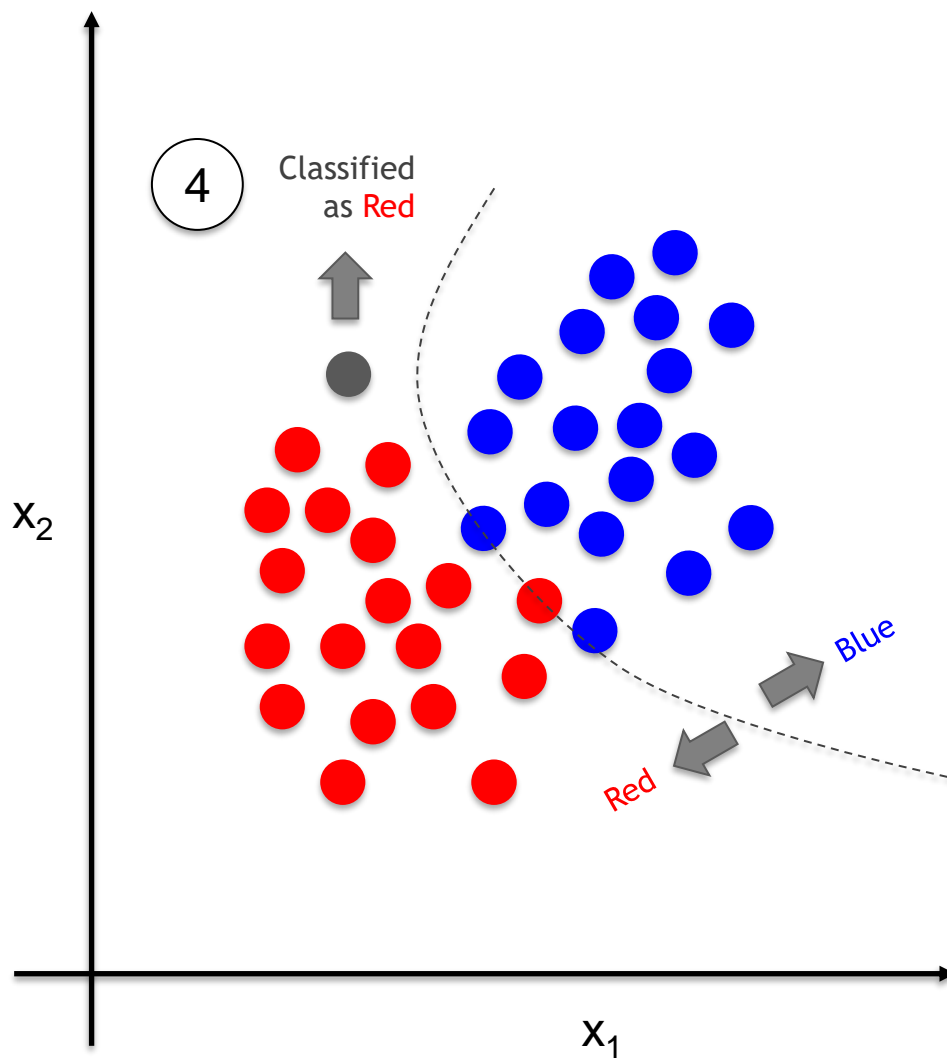 4
Classified
as Red
x₂
Blue
Red
x₁